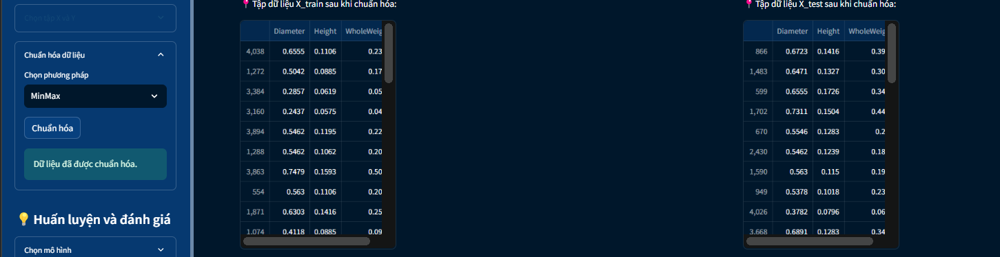 Chọn tập X và Y
Chuẩn hóa dữ liệu
Chọn phương pháp
MinMax
Chuẩn hóa
Dữ liệu đã được chuẩn hóa.
💡 Huấn luyện và đánh giá
Chọn mô hình
📍 Tập dữ liệu X_train sau khi chuẩn hóa:
Diameter Height WholeWeig
4,038 0.6555 0.1106 0.23
1,272 0.5042 0.0885 0.17
3,384 0.2857 0.0619 0.05
3,160 0.2437 0.0575 0.04
3,894 0.5462 0.1195 0.22
1,288 0.5462 0.1062 0.20
3,863 0.7479 0.1593 0.50
554 0.563 0.1106 0.20
1,871 0.6303 0.1416 0.25
1,074 0.4118 0.0885 0.09
📍 Tập dữ liệu X_test sau khi chuẩn hóa:
Diameter Height WholeWeig
866 0.6723 0.1416 0.39
1,483 0.6471 0.1327 0.30
599 0.6555 0.1726 0.34
1,702 0.7311 0.1504 0.44
670 0.5546 0.1283 0.2
2,430 0.5462 0.1239 0.18
1,590 0.563 0.115 0.19
949 0.5378 0.1018 0.23
4,026 0.3782 0.0796 0.06
3,668 0.6891 0.1283 0.34